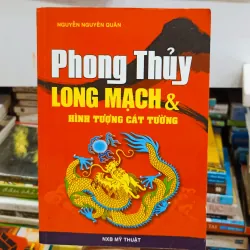 NGUYỄN NGUYÊN QUÂN
Phong Thủy
LONG MẠCH &
HÌNH TƯỢNG CÁT TƯỜNG
NXB MỸ THUẬT